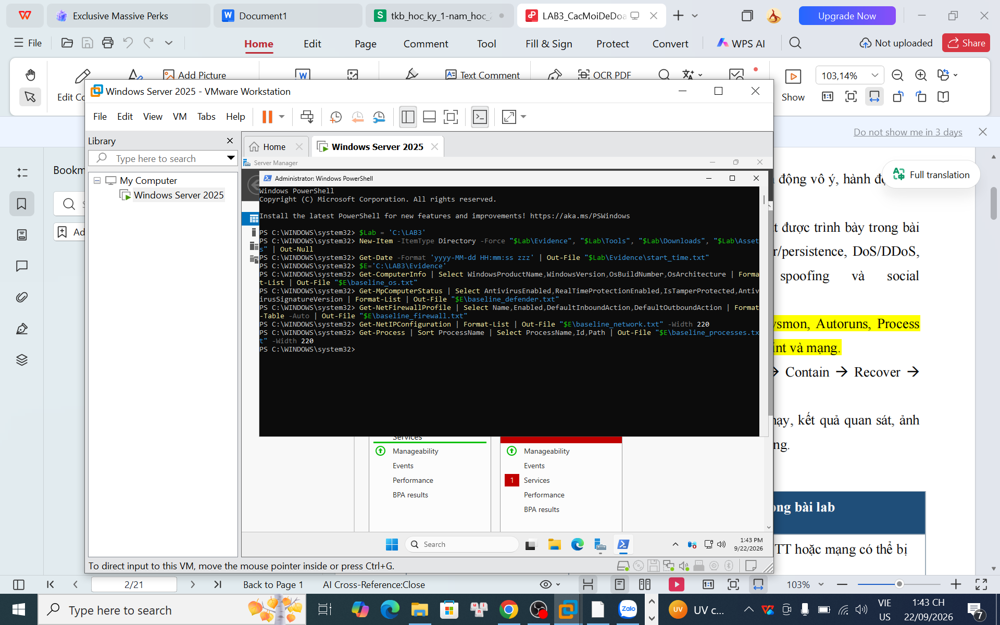 Exclusive Massive Perks
Document1
tkb_hoc_ky_1-nam_hoc_2
LAB3_CacMoiDeDoa
Upgrade Now
File
Home
Edit
Page
Comment
Tool
Fill & Sign
Protect
Convert
WPS AI
Not uploaded
Share
Add Picture
Text Comment
OCR PDF
103,14%
Edit Co
Show
Do not show me in 3 days
Bookm
Ad
Full translation
Windows Server 2025 - VMware Workstation
File Edit View VM Tabs Help
Library
Type here to search
My Computer
Windows Server 2025
Home
Windows Server 2025
Server Manager
Administrator: Windows PowerShell
Windows PowerShell
Copyright (C) Microsoft Corporation. All rights reserved.
Install the latest PowerShell for new features and improvements! https://aka.ms/PSWindows
PS C:\WINDOWS\system32> $Lab = 'C:\LAB3'
PS C:\WINDOWS\system32> New-Item -ItemType Directory -Force "$Lab\Evidence", "$Lab\Tools", "$Lab\Downloads", "$Lab\Asset
s" | Out-Null
PS C:\WINDOWS\system32> Get-Date -Format 'yyyy-MM-dd HH:mm:ss zzz' | Out-File "$Lab\Evidence\start_time.txt"
PS C:\WINDOWS\system32> $E='C:\LAB3\Evidence'
PS C:\WINDOWS\system32> Get-ComputerInfo | Select WindowsProductName,WindowsVersion,OsBuildNumber,OsArchitecture | Forma
t-List | Out-File "$E\baseline_os.txt"
PS C:\WINDOWS\system32> Get-MpComputerStatus | Select AntivirusEnabled,RealTimeProtectionEnabled,IsTamperProtected,Antiv
irusSignatureVersion | Format-List | Out-File "$E\baseline_defender.txt"
PS C:\WINDOWS\system32> Get-NetFirewallProfile | Select Name,Enabled,DefaultInboundAction,DefaultOutboundAction | Format
-Table -Auto | Out-File "$E\baseline_firewall.txt"
PS C:\WINDOWS\system32> Get-NetIPConfiguration | Format-List | Out-File "$E\baseline_network.txt" -Width 220
PS C:\WINDOWS\system32> Get-Process | Sort ProcessName | Select ProcessName,Id,Path | Out-File "$E\baseline_processes.tx
t" -Width 220
PS C:\WINDOWS\system32>
Services
Manageability
Events
Performance
BPA results
Manageability
Events
1 Services
Performance
BPA results
Search
1:43 PM
9/22/2026
To direct input to this VM, move the mouse pointer inside or press Ctrl+G.
động vô ý, hành độ
t được trình bày trong bài
r/persistence, DoS/DDoS,
spoofing và social
ysmon, Autoruns, Process
int và mạng.
→ Contain → Recover →
hạy, kết quả quan sát, ảnh
ng.
ong bài lab
TT hoặc mạng có thể bị
2/21
Back to Page 1
AI Cross-Reference:Close
103%
Type here to search
Zalo
UV
UV c...
VIE
US
1:43 CH
22/09/2026
7